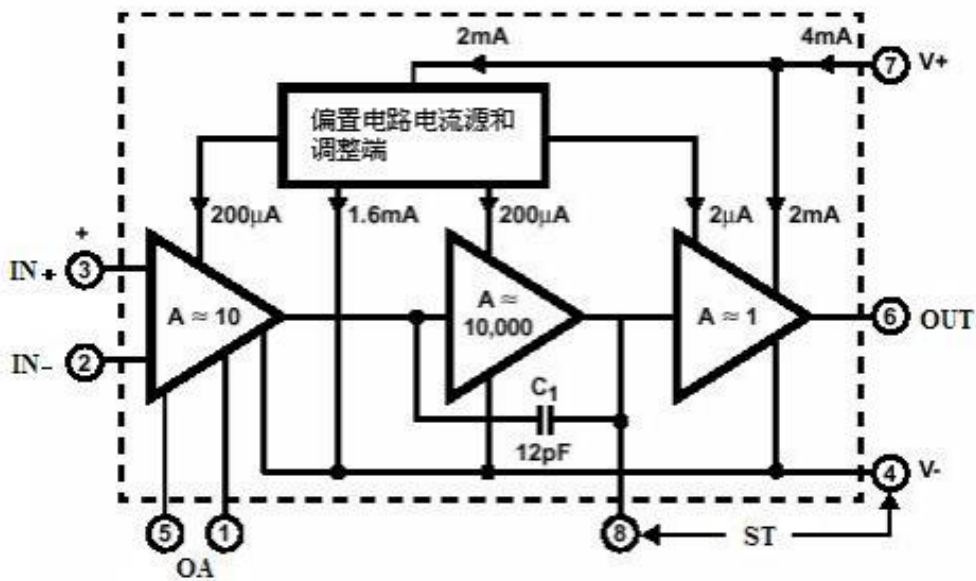 2mA
4mA
7
V+
偏置电路电流源和
调整端
200μA
1.6mA
200μA
2μA
2mA
+
IN+
3
A ≈ 10
A ≈
10,000
A ≈ 1
6
OUT
IN-
2
C1
12pF
4
V-
5
1
8
ST
OA